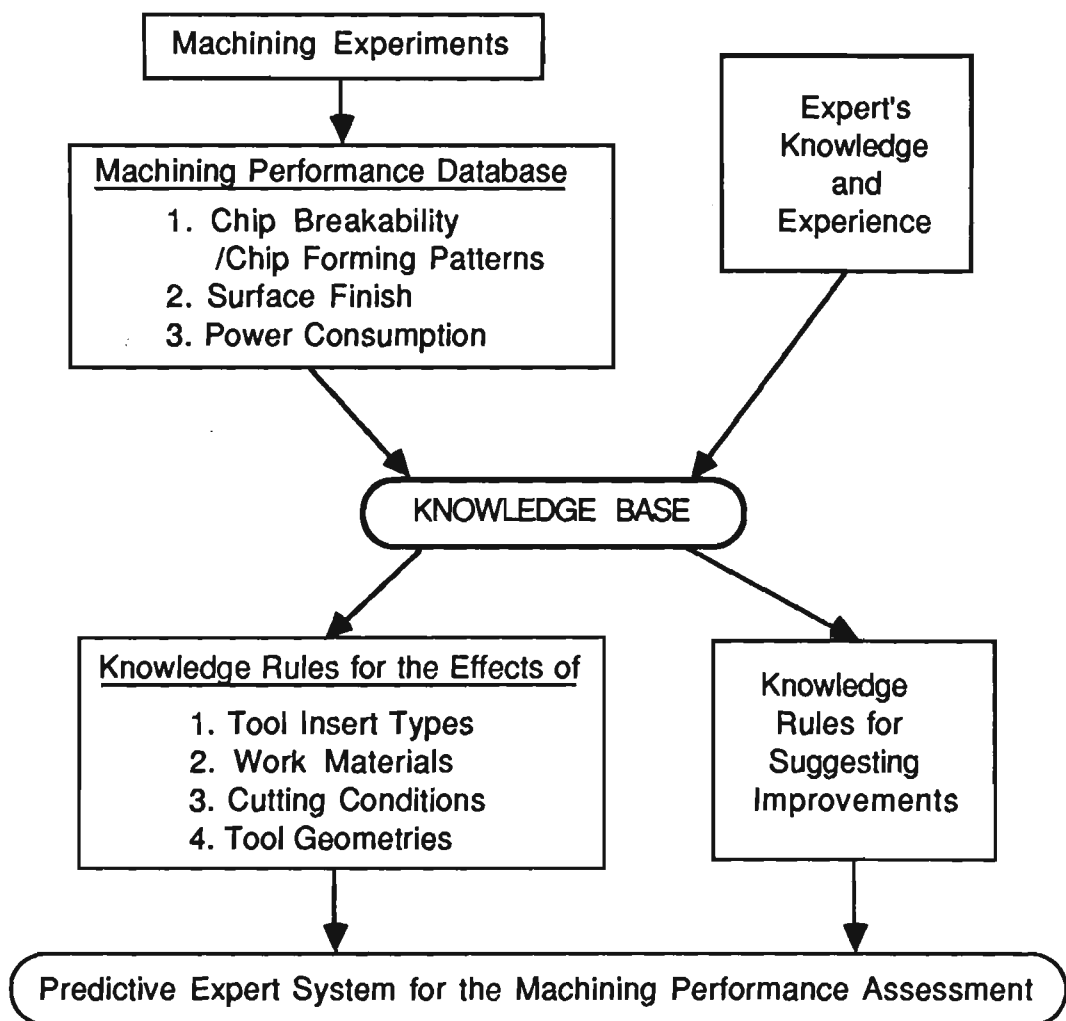 Machining Experiments
Machining Performance Database
1. Chip Breakability
/Chip Forming Patterns
2. Surface Finish
3. Power Consumption
Expert's
Knowledge
and
Experience
KNOWLEDGE BASE
Knowledge Rules for the Effects of
1. Tool Insert Types
2. Work Materials
3. Cutting Conditions
4. Tool Geometries
Knowledge
Rules for
Suggesting
Improvements
Predictive Expert System for the Machining Performance Assessment